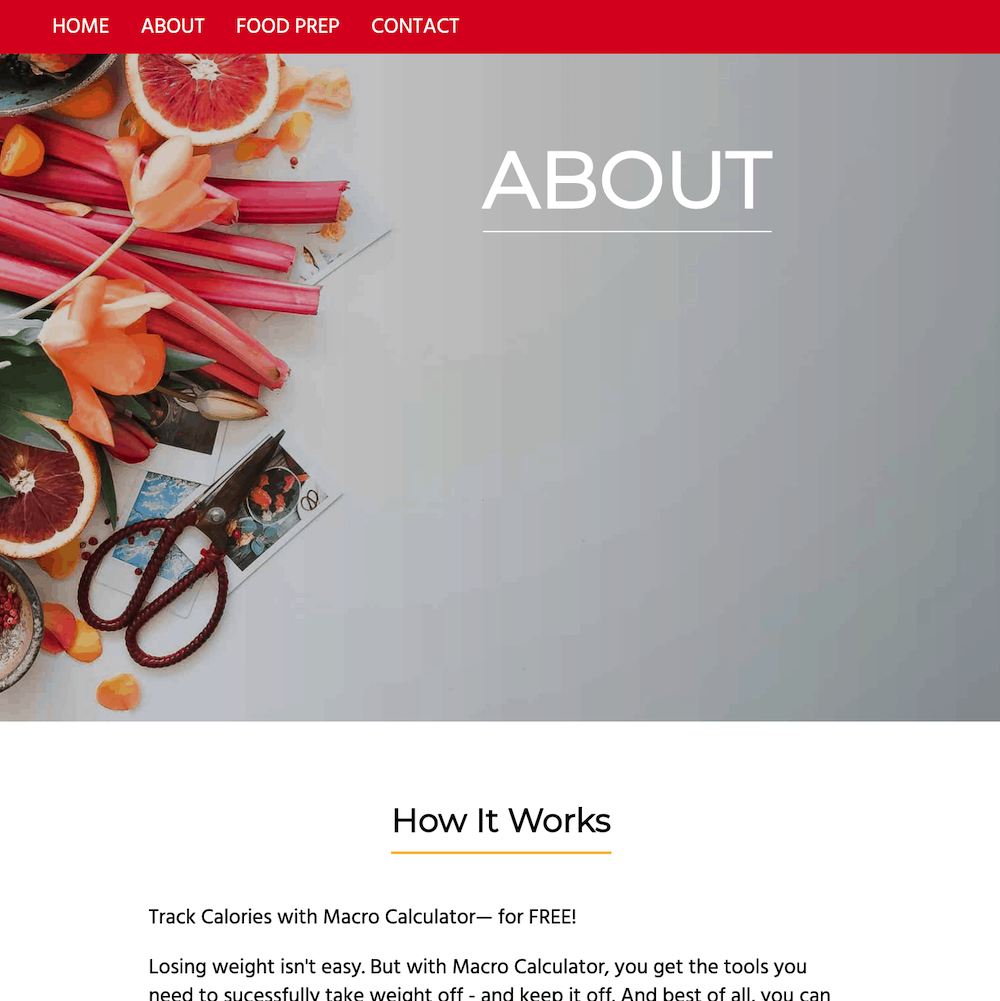 HOME ABOUT FOOD PREP CONTACT
ABOUT
How It Works
Track Calories with Macro Calculator— for FREE!
Losing weight isn't easy. But with Macro Calculator, you get the tools you
need to sucessfully take weight off - and keep it off. And best of all, you can